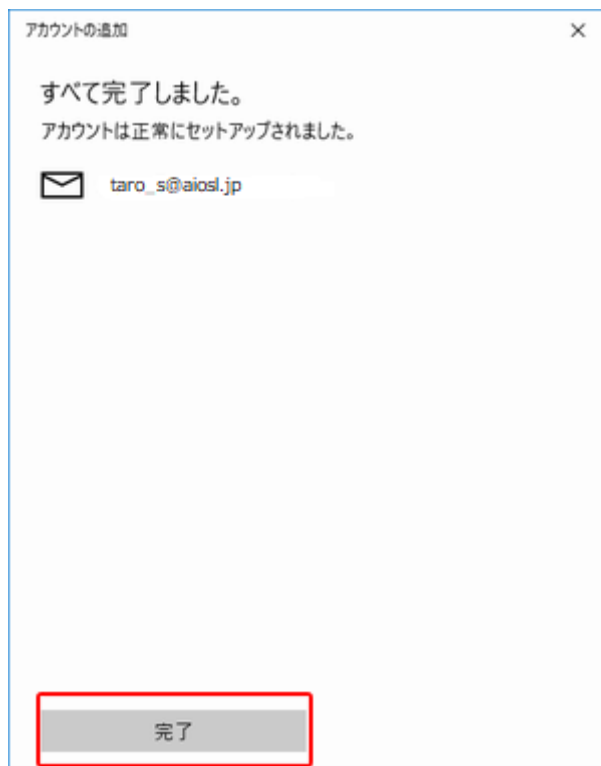 アカウントの追加
すべて完了しました。
アカウントは正常にセットアップされました。
taro_s@aiosl.jp
完了